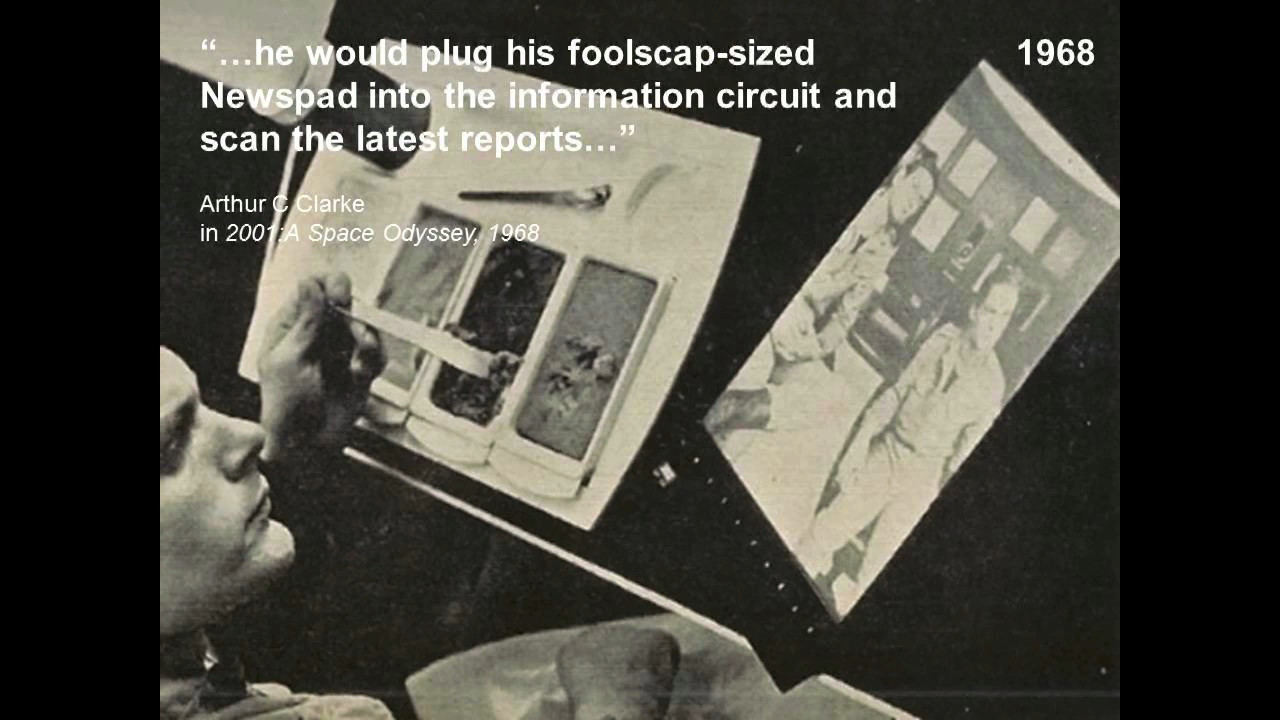 “…he would plug his foolscap-sized
Newspad into the information circuit and
scan the latest reports…”
1968
Arthur C Clarke
in 2001:A Space Odyssey, 1968